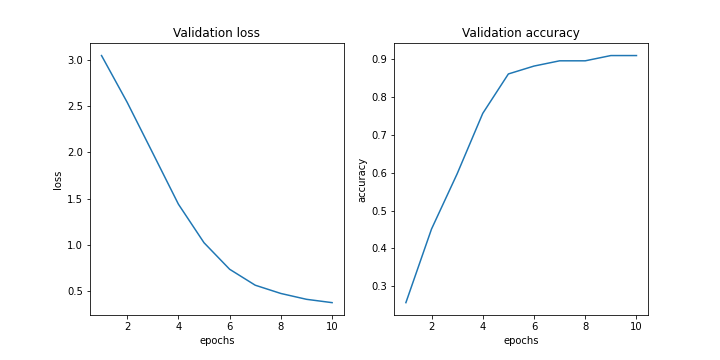 Validation loss
3.0
2.5
2.0
1.5
1.0
0.5
loss
2 4 6 8 10
epochs
Validation accuracy
0.9
0.8
0.7
0.6
0.5
0.4
0.3
accuracy
2 4 6 8 10
epochs